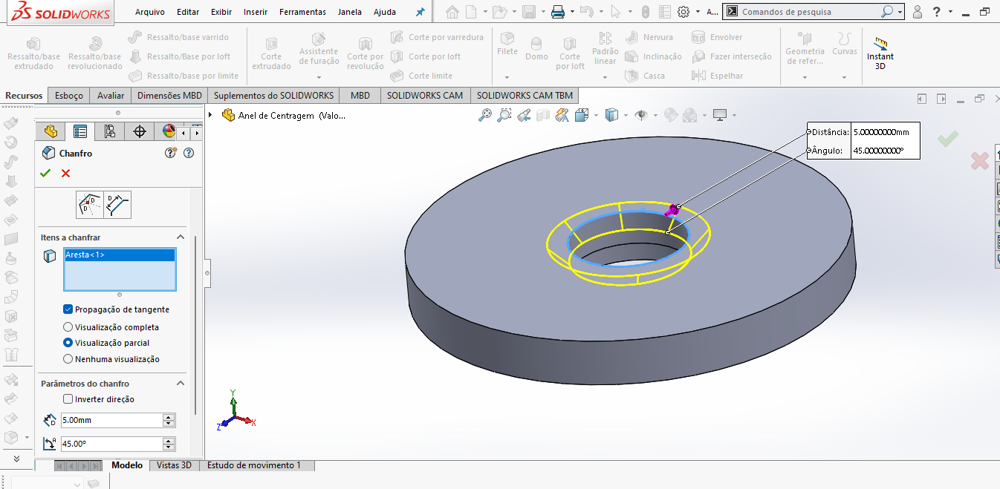 SOLIDWORKS
Arquivo Editar Exibir Inserir Ferramentas Janela Ajuda
A...
Comandos de pesquisa
?
Ressalto/base extrudado
Ressalto/base revolucionado
Ressalto/base varrido
Ressalto/Base por loft
Ressalto/base por limite
Corte extrudado
Assistente de furação
Corte por revolução
Corte por varredura
Corte por loft
Corte limite
Filete
Domo
Corte por loft
Padrão linear
Nervura
Inclinação
Casca
Envolver
Fazer interseção
Espelhar
Geometria de refer...
Curvas
Instant 3D
Recursos Esboço Avaliar Dimensões MBD Suplementos do SOLIDWORKS MBD SOLIDWORKS CAM SOLIDWORKS CAM TBM
Anel de Centragem (Valo...
Chanfro
Itens a chanfrar
Aresta<1>
Propagação de tangente
Visualização completa
Visualização parcial
Nenhuma visualização
Parâmetros do chanfro
Inverter direção
5.00mm
45.00º
Distância: 5.00000000mm
Ângulo: 45.00000000º
Y
X
Z
Modelo Vistas 3D Estudo de movimento 1